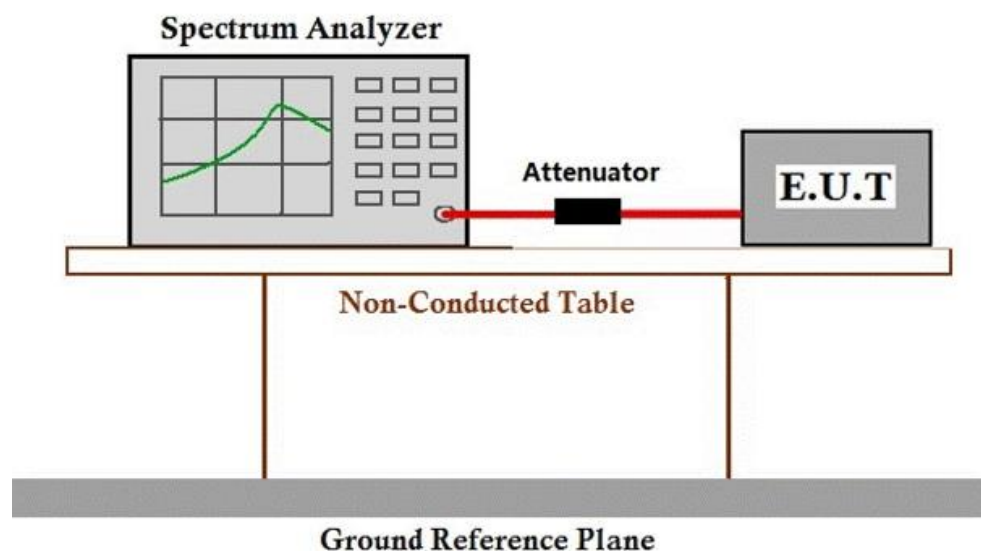 Spectrum Analyzer
Attenuator
E.U.T
Non-Conducted Table
Ground Reference Plane